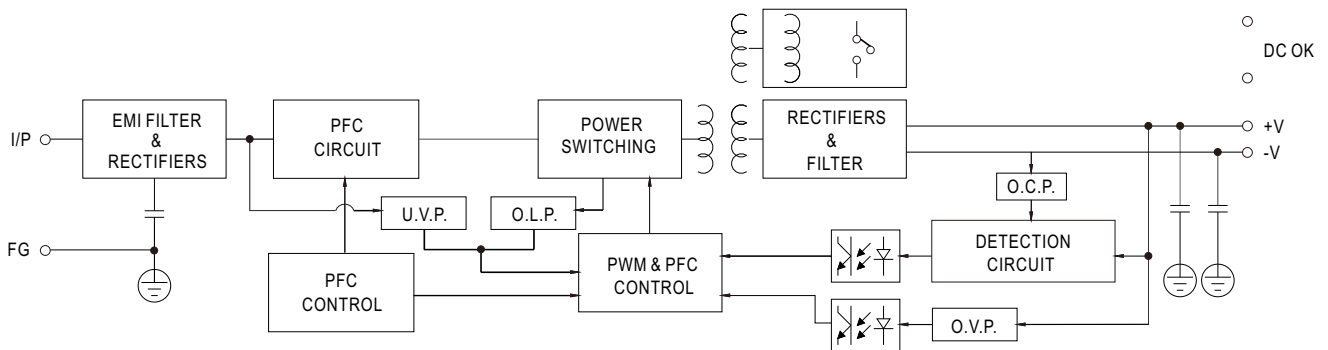 DC OK
I/P
EMI FILTER
&
RECTIFIERS
PFC
CIRCUIT
POWER
SWITCHING
RECTIFIERS
&
FILTER
+V
-V
O.C.P.
U.V.P.
O.L.P.
FG
PFC
CONTROL
PWM & PFC
CONTROL
DETECTION
CIRCUIT
O.V.P.